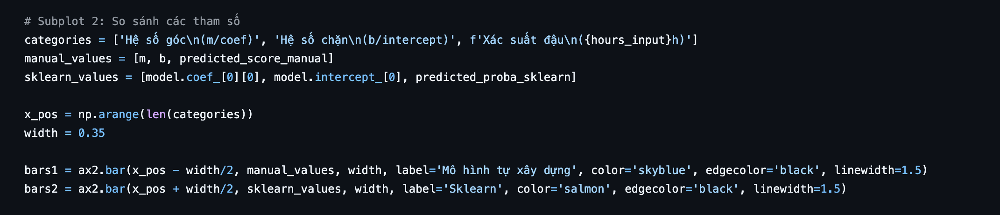 # Subplot 2: So sánh các tham số
categories = ['Hệ số góc\n(m/coef)', 'Hệ số chặn\n(b/intercept)', f'Xác suất đậu\n({hours_input}h)']
manual_values = [m, b, predicted_score_manual]
sklearn_values = [model.coef_[0][0], model.intercept_[0], predicted_proba_sklearn]
x_pos = np.arange(len(categories))
width = 0.35
bars1 = ax2.bar(x_pos - width/2, manual_values, width, label='Mô hình tự xây dựng', color='skyblue', edgecolor='black', linewidth=1.5)
bars2 = ax2.bar(x_pos + width/2, sklearn_values, width, label='Sklearn', color='salmon', edgecolor='black', linewidth=1.5)